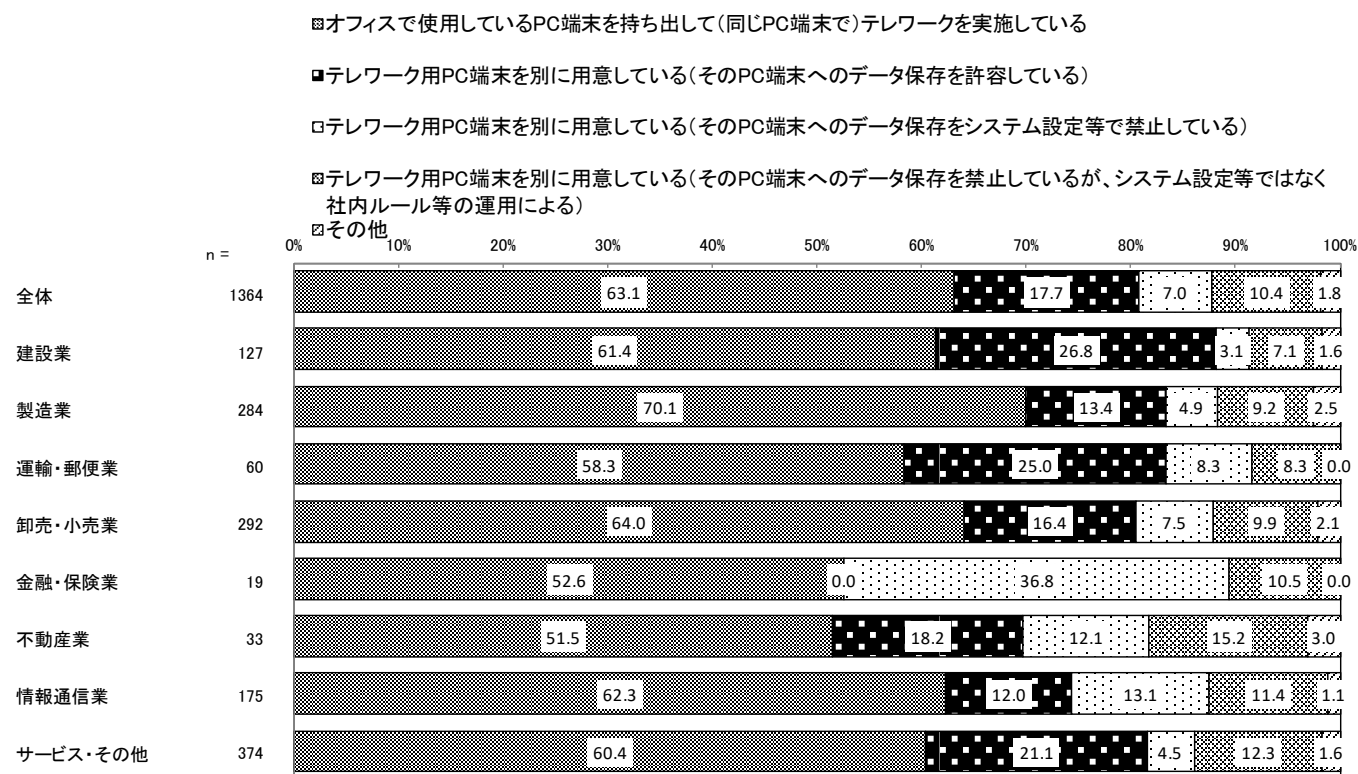 オフィスで使用しているPC端末を持ち出して(同じPC端末で)テレワークを実施している
テレワーク用PC端末を別に用意している(そのPC端末へのデータ保存を許容している)
テレワーク用PC端末を別に用意している(そのPC端末へのデータ保存をシステム設定等で禁止している)
テレワーク用PC端末を別に用意している(そのPC端末へのデータ保存を禁止しているが、システム設定等ではなく
社内ルール等の運用による)
その他
n = 0% 10% 20% 30% 40% 50% 60% 70% 80% 90% 100%
全体 1364 63.1 17.7 7.0 10.4 1.8
建設業 127 61.4 26.8 3.1 7.1 1.6
製造業 284 70.1 13.4 4.9 9.2 2.5
運輸・郵便業 60 58.3 25.0 8.3 8.3 0.0
卸売・小売業 292 64.0 16.4 7.5 9.9 2.1
金融・保険業 19 52.6 0.0 36.8 10.5 0.0
不動産業 33 51.5 18.2 12.1 15.2 3.0
情報通信業 175 62.3 12.0 13.1 11.4 1.1
サービス・その他 374 60.4 21.1 4.5 12.3 1.6